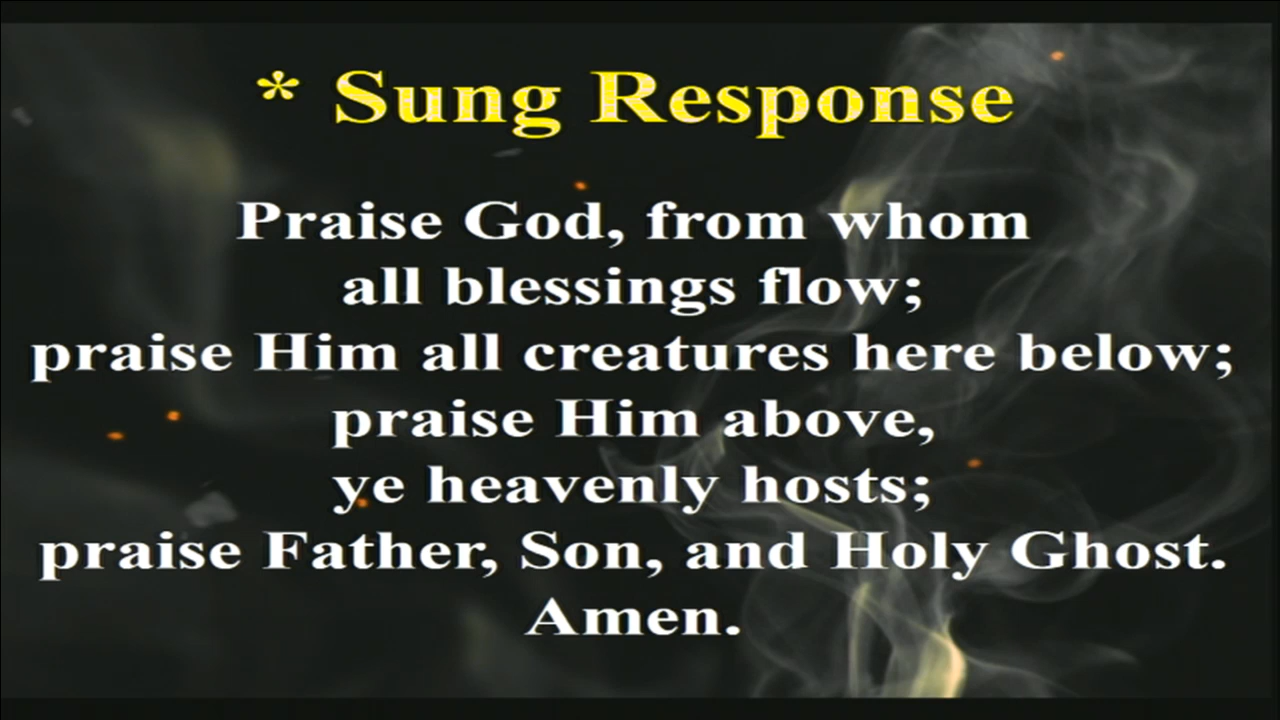 * Sung Response
Praise God, from whom
all blessings flow;
praise Him all creatures here below;
praise Him above,
ye heavenly hosts;
praise Father, Son, and Holy Ghost.
Amen.